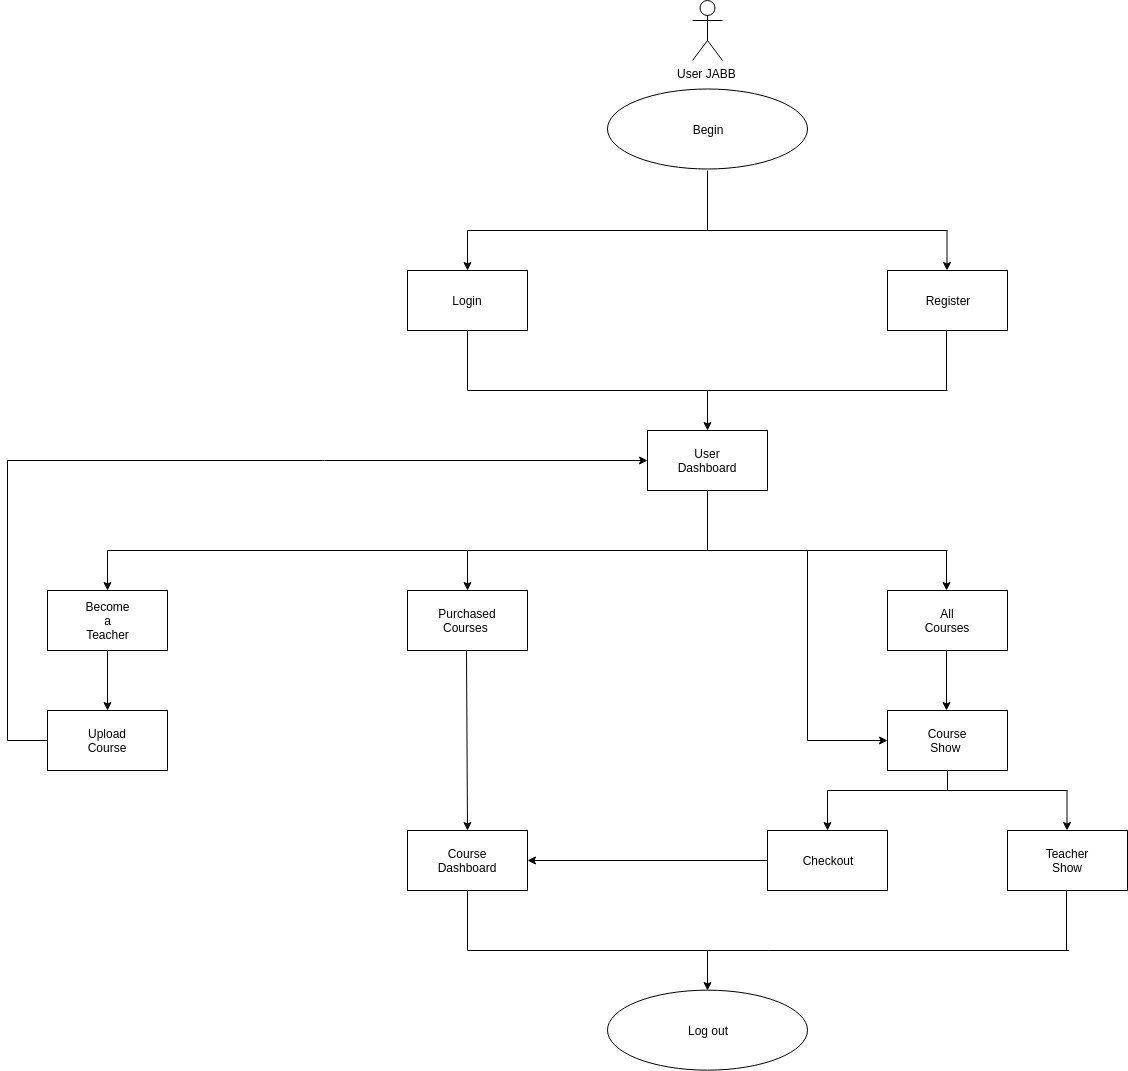 User JABB
Begin
Login
Register
User
Dashboard
Become
a
Teacher
Purchased
Courses
All
Courses
Upload
Course
Course
Show
Course
Dashboard
Checkout
Teacher
Show
Log out